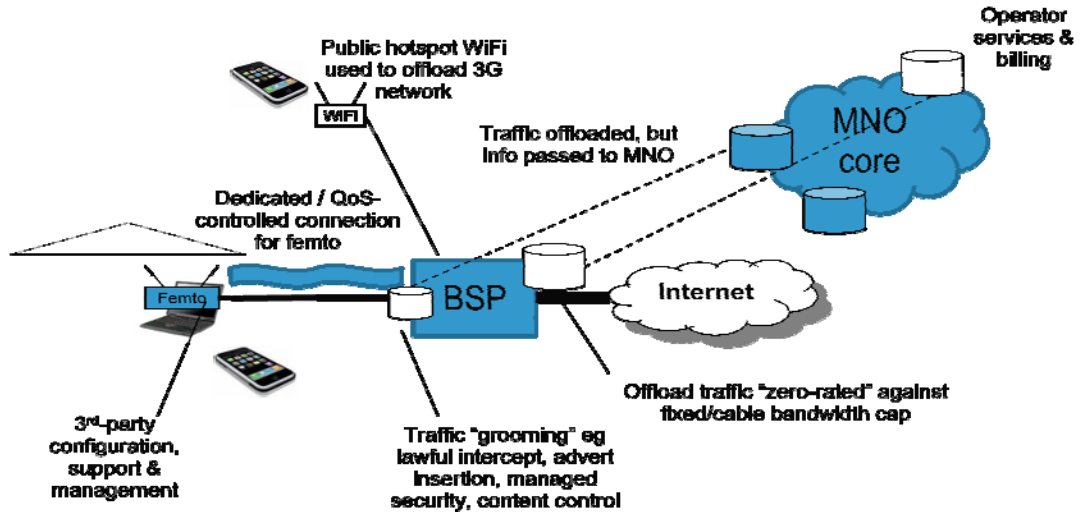 Operator
services &
billing
Public hotspot WiFi
used to offload 3G
network
WiFi
MNO
core
Traffic offloaded, but
info passed to MNO
Dedicated / QoS-
controlled connection
for femto
Femto
BSP
Internet
3rd-party
configuration,
support &
management
Traffic "grooming" eg
lawful intercept, advert
insertion, managed
security, content control
Offload traffic "zero-rated" against
fixed/cable bandwidth cap